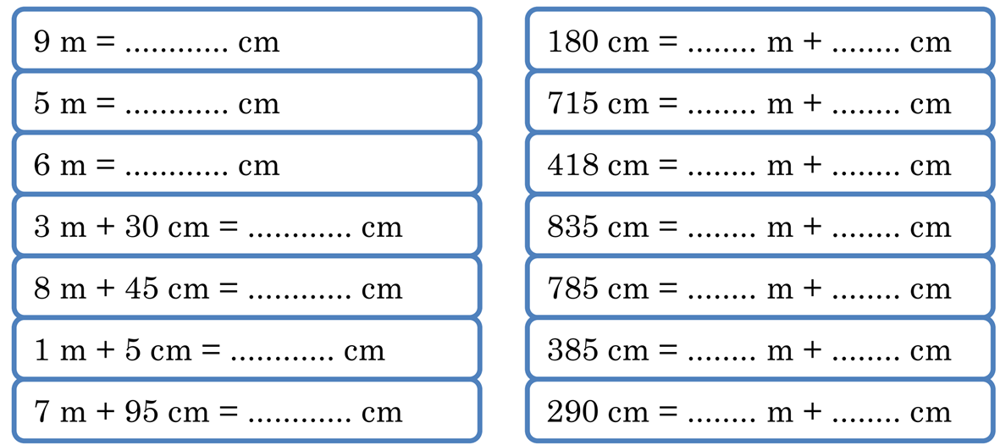 9 m = ............ cm
5 m = ............ cm
6 m = ............ cm
3 m + 30 cm = ............ cm
8 m + 45 cm = ............ cm
1 m + 5 cm = ............ cm
7 m + 95 cm = ............ cm
180 cm = ........ m + ........ cm
715 cm = ........ m + ........ cm
418 cm = ........ m + ........ cm
835 cm = ........ m + ........ cm
785 cm = ........ m + ........ cm
385 cm = ........ m + ........ cm
290 cm = ........ m + ........ cm